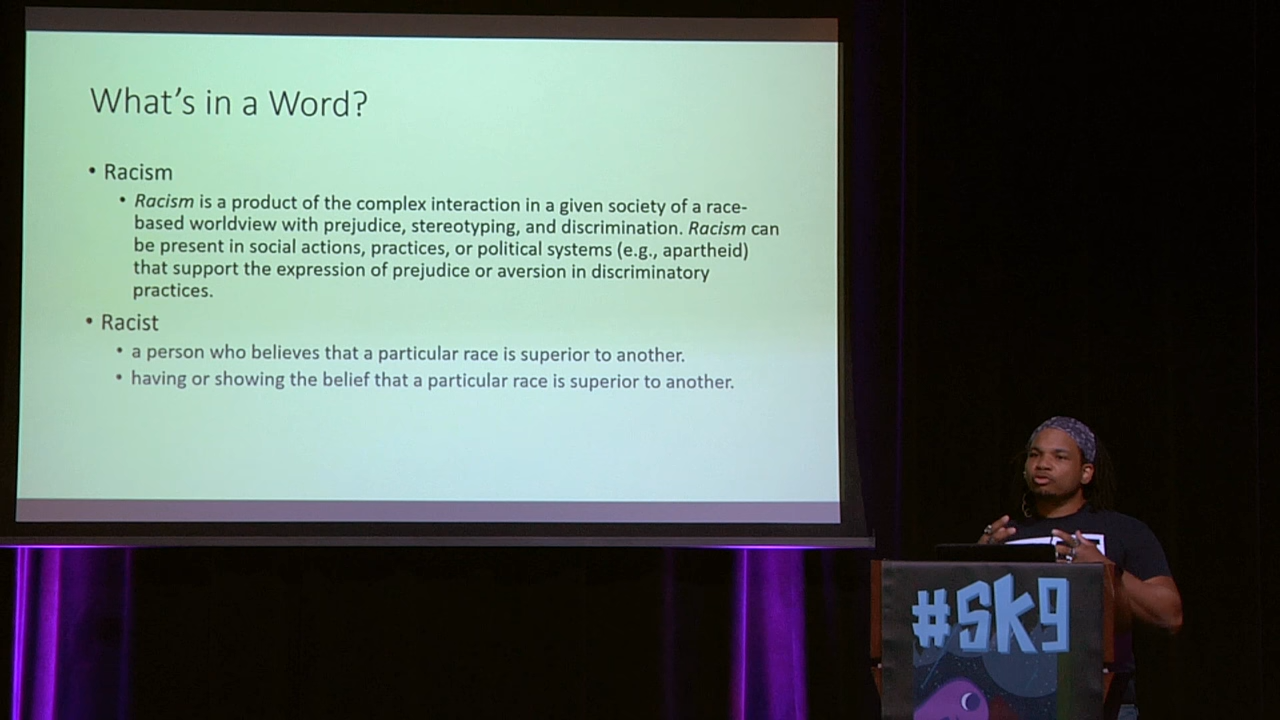 What's in a Word?
• Racism
• Racism is a product of the complex interaction in a given society of a race-
based worldview with prejudice, stereotyping, and discrimination. Racism can
be present in social actions, practices, or political systems (e.g., apartheid)
that support the expression of prejudice or aversion in discriminatory
practices.
• Racist
• a person who believes that a particular race is superior to another.
• having or showing the belief that a particular race is superior to another.
#SK9